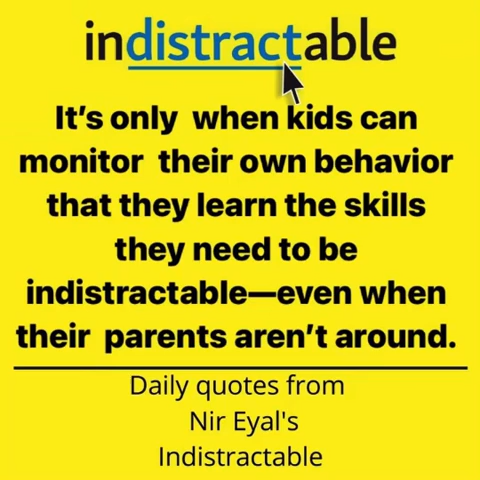 indistractable
It's only when kids can
monitor their own behavior
that they learn the skills
they need to be
indistractable—even when
their parents aren't around.
Daily quotes from
Nir Eyal's
Indistractable